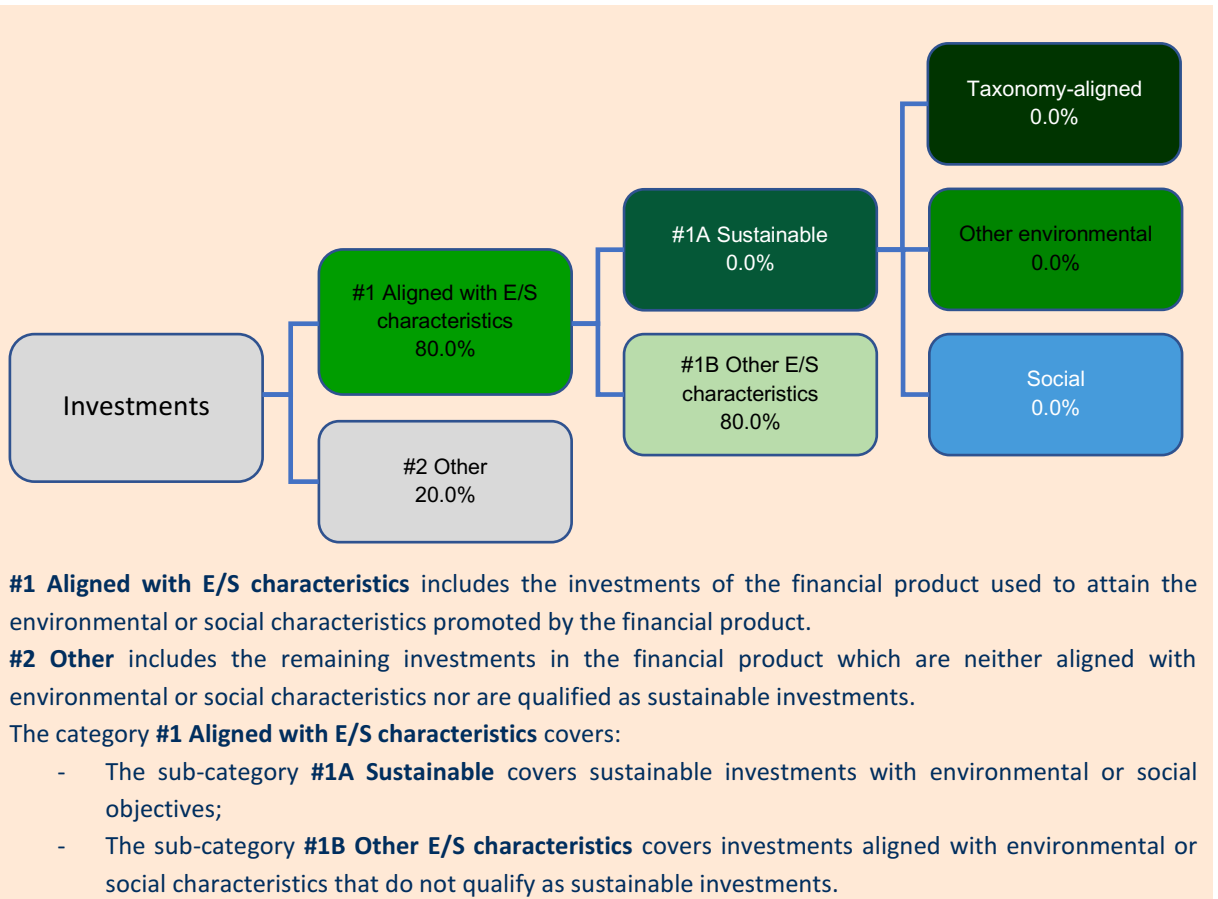 Taxonomy-aligned
0.0%
#1A Sustainable
0.0%
Other environmental
0.0%
#1 Aligned with E/S
characteristics
80.0%
Investments
#1B Other E/S
characteristics
80.0%
Social
0.0%
#2 Other
20.0%
#1 Aligned with E/S characteristics includes the investments of the financial product used to attain the
environmental or social characteristics promoted by the financial product.
#2 Other includes the remaining investments in the financial product which are neither aligned with
environmental or social characteristics nor are qualified as sustainable investments.
The category #1 Aligned with E/S characteristics covers:
- The sub-category #1A Sustainable covers sustainable investments with environmental or social
objectives;
- The sub-category #1B Other E/S characteristics covers investments aligned with environmental or
social characteristics that do not qualify as sustainable investments.